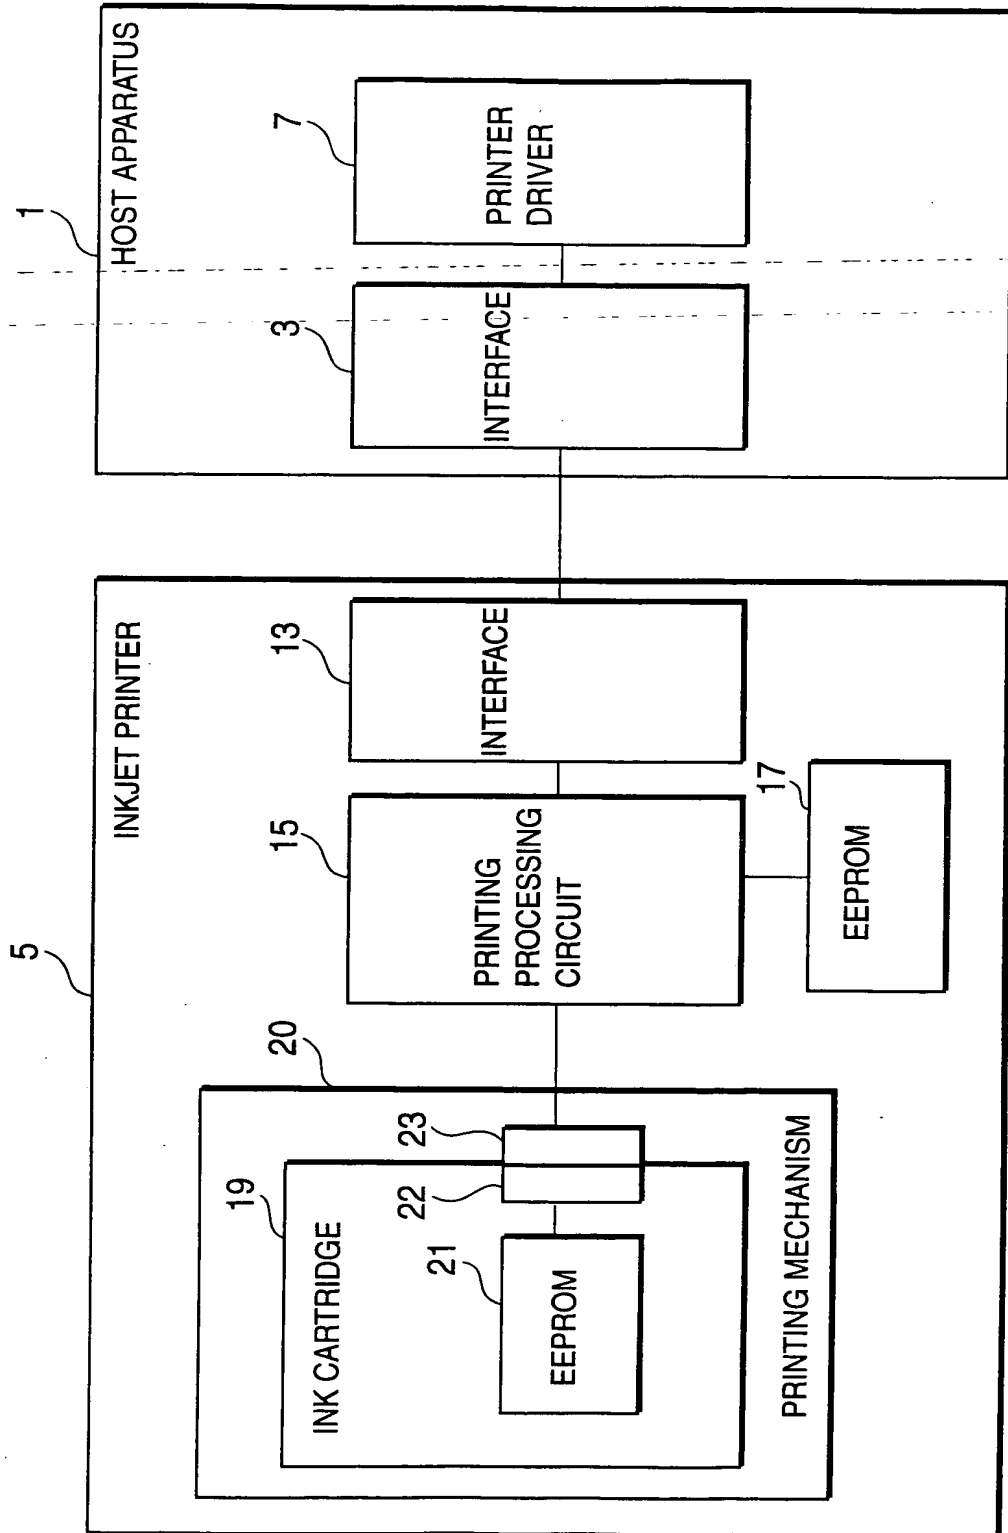 1
HOST APPARATUS
7
PRINTER
DRIVER
3
INTERFACE
5
INKJET PRINTER
13
INTERFACE
15
PRINTING
PROCESSING
CIRCUIT
17
EEPROM
20
PRINTING MECHANISM
19
INK CARTRIDGE
23
22
21
EEPROM